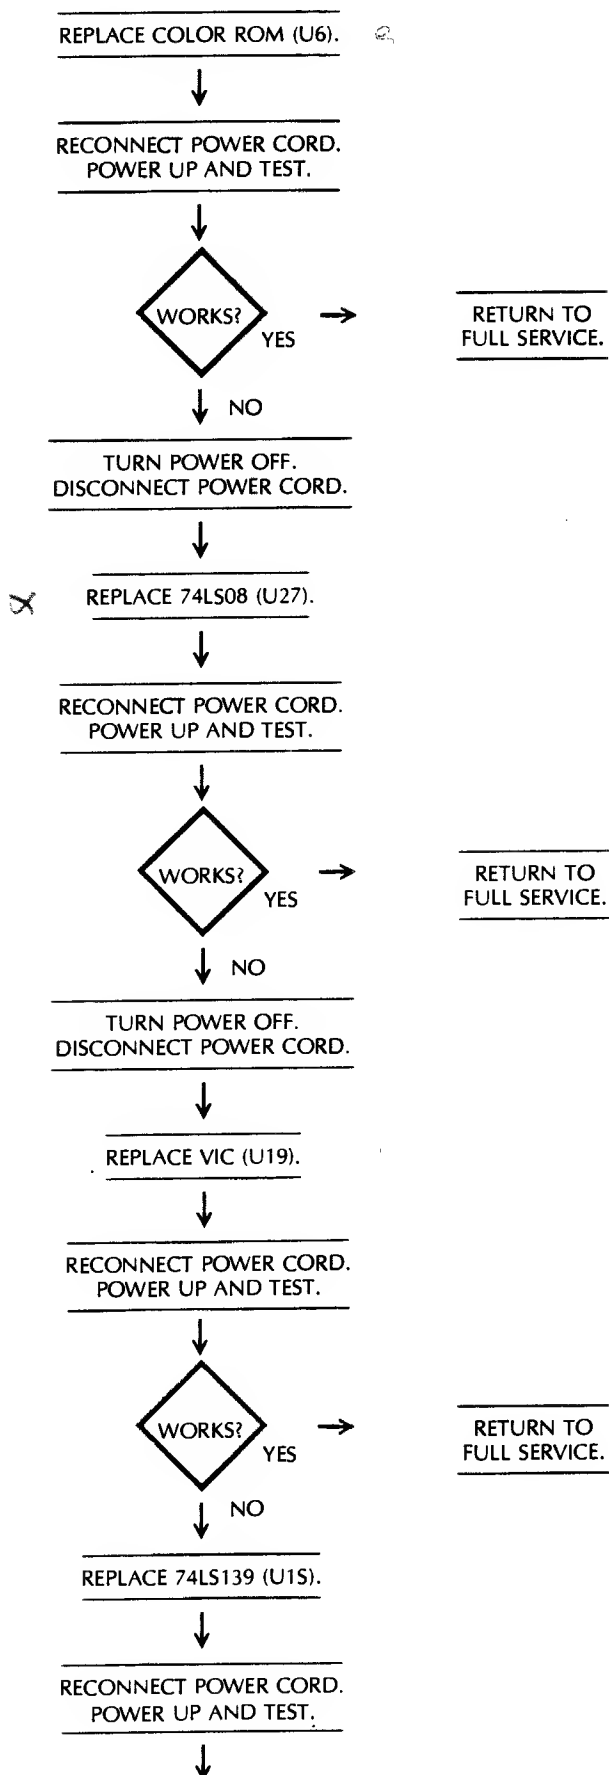 REPLACE COLOR ROM (U6).
RECONNECT POWER CORD.
POWER UP AND TEST.
WORKS?
YES
RETURN TO
FULL SERVICE.
NO
TURN POWER OFF.
DISCONNECT POWER CORD.
REPLACE 74LS08 (U27).
RECONNECT POWER CORD.
POWER UP AND TEST.
WORKS?
YES
RETURN TO
FULL SERVICE.
NO
TURN POWER OFF.
DISCONNECT POWER CORD.
REPLACE VIC (U19).
RECONNECT POWER CORD.
POWER UP AND TEST.
WORKS?
YES
RETURN TO
FULL SERVICE.
NO
REPLACE 74LS139 (U1S).
RECONNECT POWER CORD.
POWER UP AND TEST.